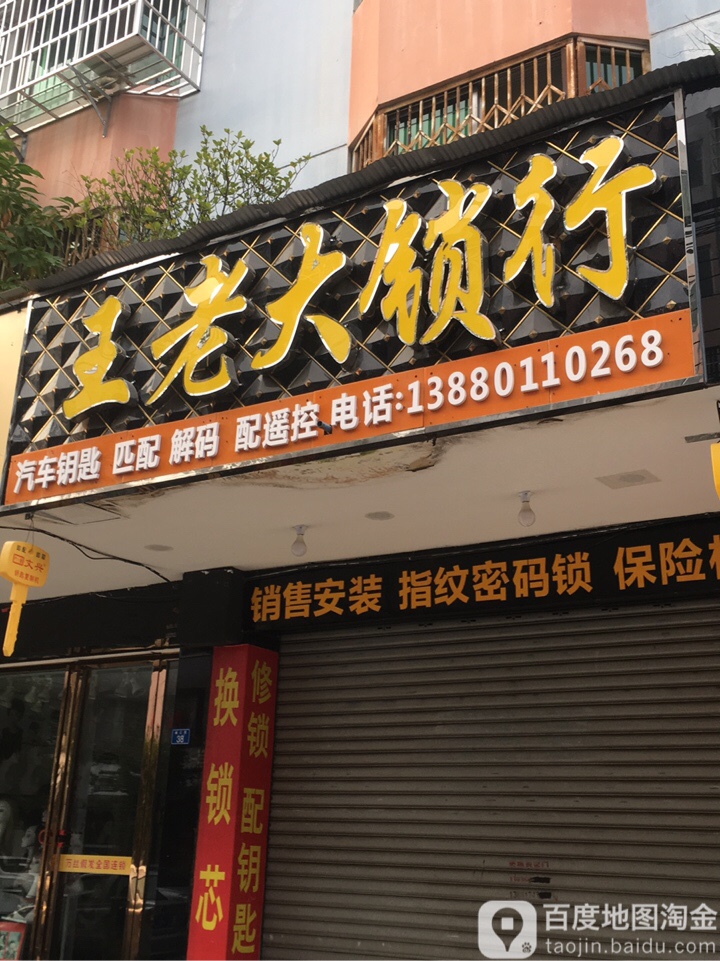 王老大锁行
汽车钥匙 匹配 解码 配遥控 电话:13880110268
销售安装 指纹密码锁 保险
换锁芯
修锁 配钥匙
38
百度地图淘金
taojin.baidu.com